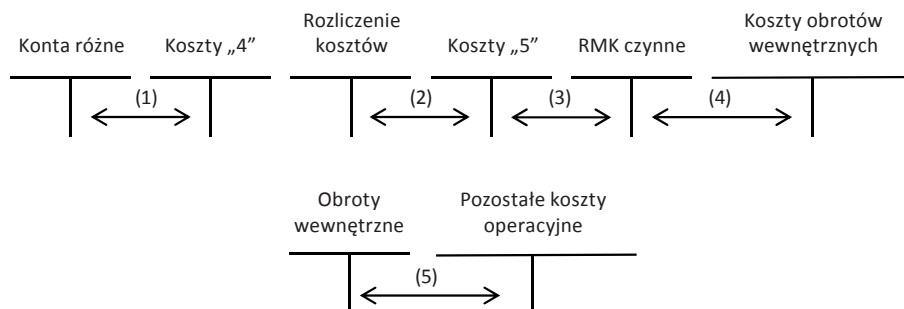 Konta różne
Koszty „4”
Rozliczenie
kosztów
Koszty „5”
RMK czynne
Koszty obrotów
wewnętrznych
(1)
(2)
(3)
(4)
Obroty
wewnętrzne
Pozostałe koszty
operacyjne
(5)